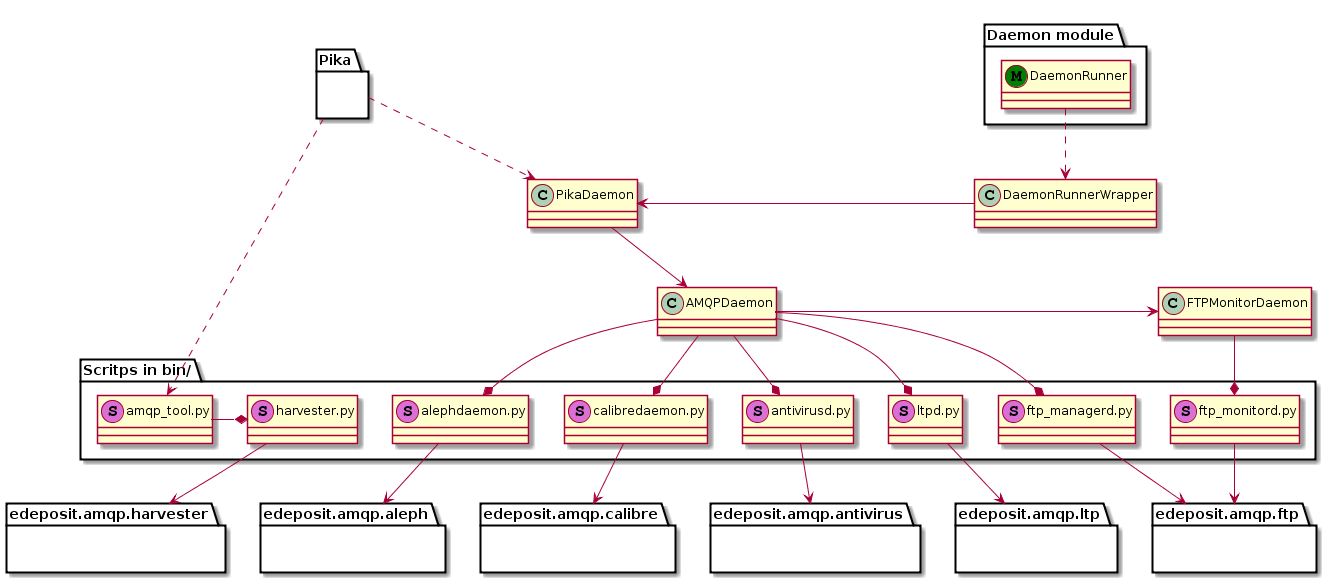 Daemon module
Pika
M DaemonRunner
C PikaDaemon
C DaemonRunnerWrapper
C AMQPDaemon
C FTPMonitorDaemon
Scritps in bin/
S amqp_tool.py
S harvester.py
S alephdaemon.py
S calibredaemon.py
S antivirusd.py
S ltpd.py
S ftp_managerd.py
S ftp_monitord.py
edeposit.amqp.harvester
edeposit.amqp.aleph
edeposit.amqp.calibre
edeposit.amqp.antivirus
edeposit.amqp.ltp
edeposit.amqp.ftp